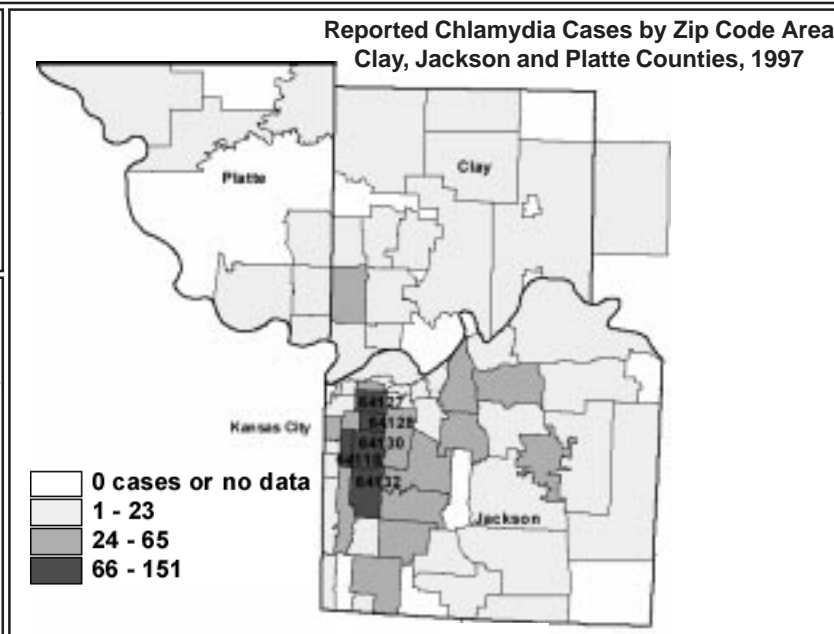 Reported Chlamydia Cases by Zip Code Area
Clay, Jackson and Platte Counties, 1997
Clay
Platte
64127
Kansas City
64128
64130
64132
Jackson
0 cases or no data
1 - 23
24 - 65
66 - 151